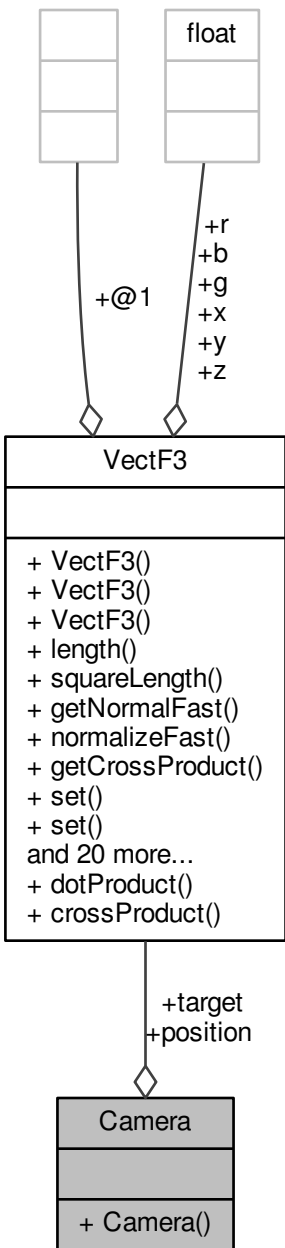 float
+r
+b
+g
+x
+y
+z
+@1
VectF3
+ VectF3()
+ VectF3()
+ VectF3()
+ length()
+ squareLength()
+ getNormalFast()
+ normalizeFast()
+ getCrossProduct()
+ set()
+ set()
and 20 more...
+ dotProduct()
+ crossProduct()
+target
+position
Camera
+ Camera()